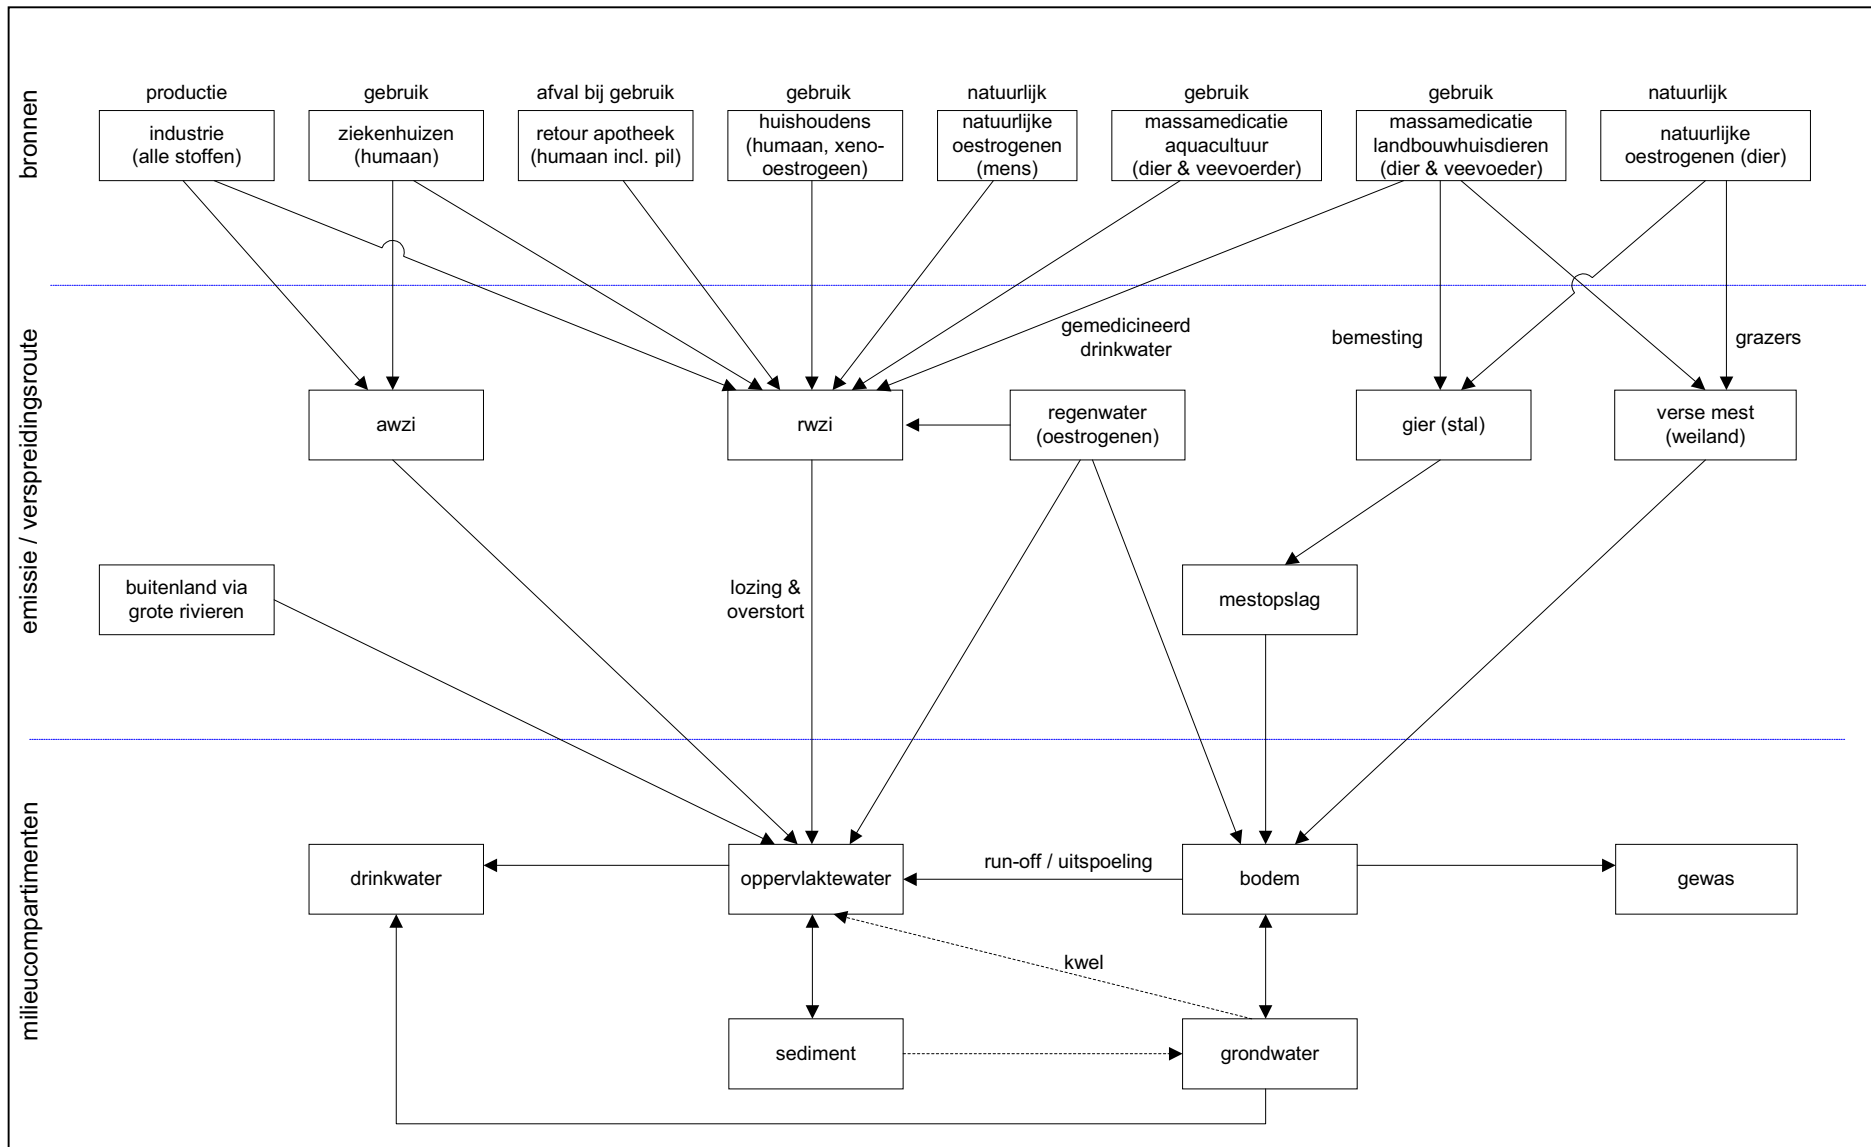 bronnen
productie
gebruik
afval bij gebruik
gebruik
natuurlijk
gebruik
gebruik
natuurlijk
industrie
(alle stoffen)
ziekenhuizen
(humaan)
retour apotheek
(humaan incl. pil)
huishoudens
(humaan, xeno-
oestrogeen)
natuurlijke
oestrogenen
(mens)
massamedicatie
aquacultuur
(dier & veevoerder)
massamedicatie
landbouwhuisdieren
(dier & veevoeder)
natuurlijke
oestrogenen (dier)
emissie / verspreidingsroute
gemedicineerd
drinkwater
bemesting
grazers
awzi
rwzi
regenwater
(oestrogenen)
gier (stal)
verse mest
(weiland)
buitenland via
grote rivieren
lozing &
overstort
mestopslag
milieucompartimenten
drinkwater
oppervlaktewater
run-off / uitspoeling
bodem
gewas
kwel
sediment
grondwater